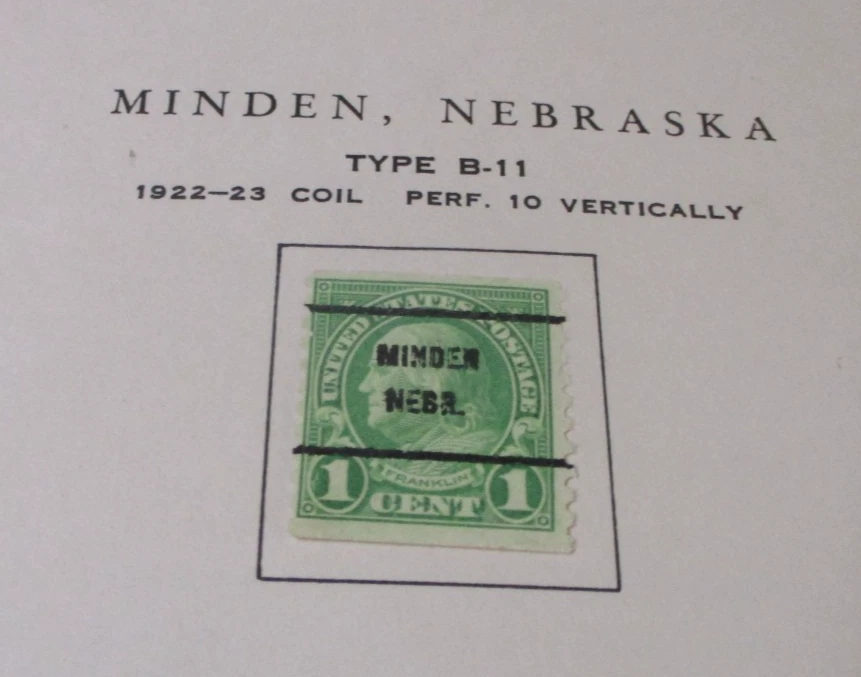 MINDEN, NEBRASKA
TYPE B-11
1922–23 COIL PERF. 10 VERTICALLY
UNITED STATES POSTAGE
MINDEN
NEBR.
FRANKLIN
1 CENT 1